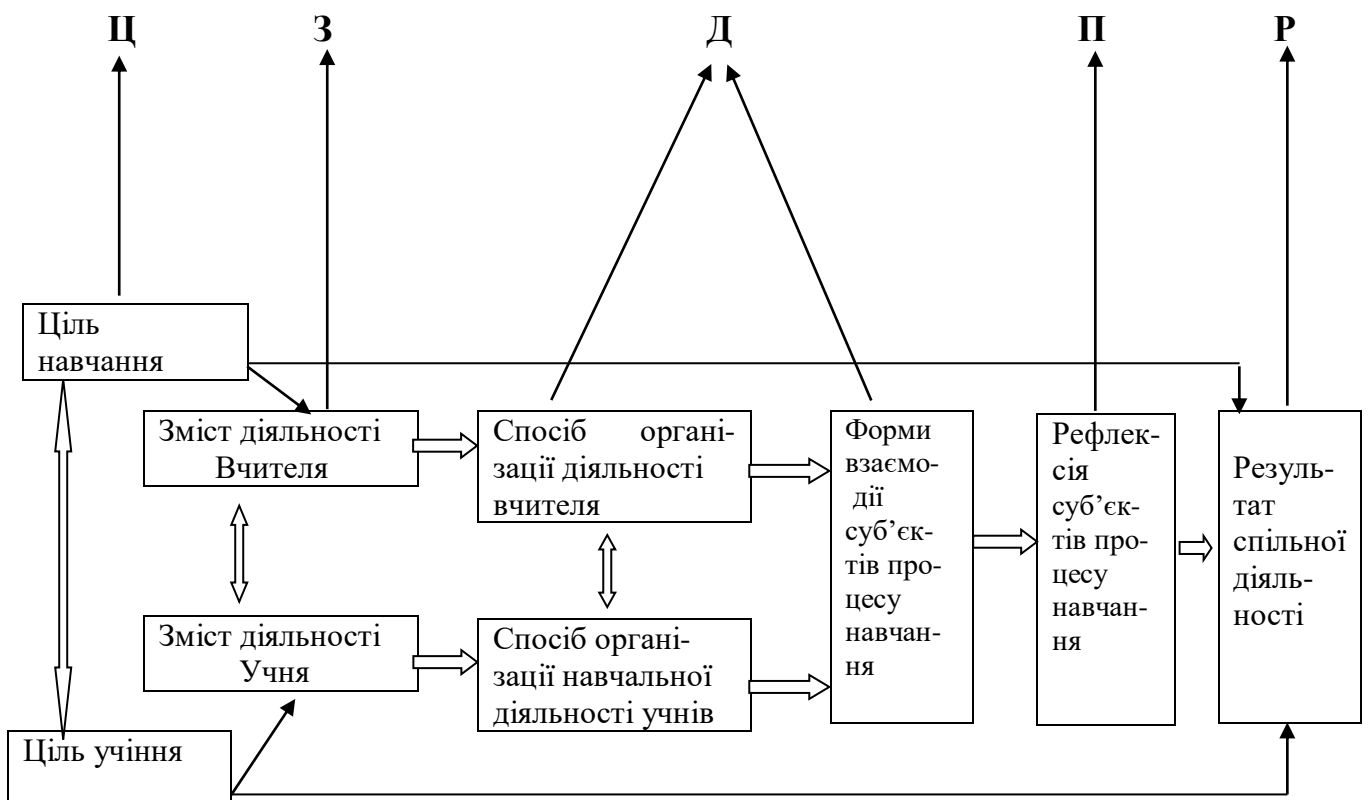 Ц З Д П Р
Ціль
навчання
Зміст діяльності
Вчителя
Спосіб органі-
зації діяльності
вчителя
Форми
взаємо-
дії
суб’єк-
тів про-
цесу
навчан-
ня
Рефлек-
сія
суб’єк-
тів про-
цесу
навчан-
ня
Резуль-
тат
спільної
діяль-
ності
Зміст діяльності
Учня
Спосіб органі-
зації навчальної
діяльності учнів
Ціль учіння